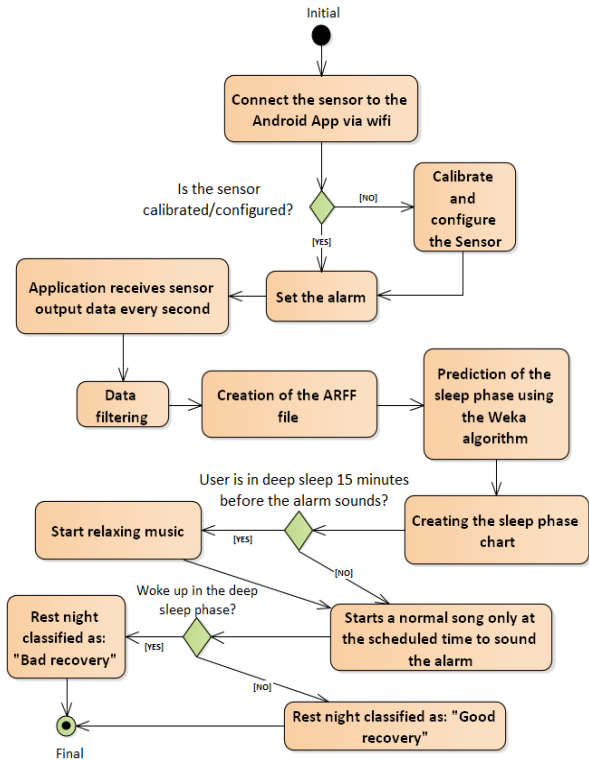 Initial
Connect the sensor to the
Android App via wifi
Is the sensor
calibrated/configured?
[NO]
Calibrate
and
configure
the Sensor
[YES]
Application receives sensor
output data every second
Set the alarm
Data
filtering
Creation of the ARFF
file
Prediction of the
sleep phase using
the Weka
algorithm
User is in deep sleep 15 minutes
before the alarm sounds?
Creating the sleep phase
chart
Start relaxing music
[YES]
[NO]
Woke up in the deep
sleep phase?
Starts a normal song only at
the scheduled time to sound
the alarm
Rest night
classified as:
"Bad recovery"
[YES]
[NO]
Rest night classified as: "Good
recovery"
Final